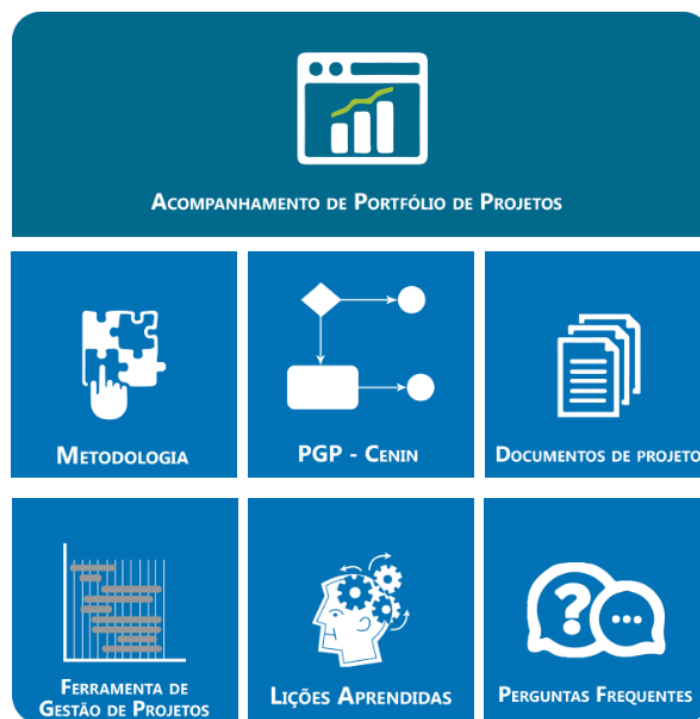 Acompanhamento de Portfólio de Projetos
Metodologia
PGP - Cenin
Documentos de projeto
Ferramenta de
Gestão de Projetos
Lições Aprendidas
Perguntas Frequentes